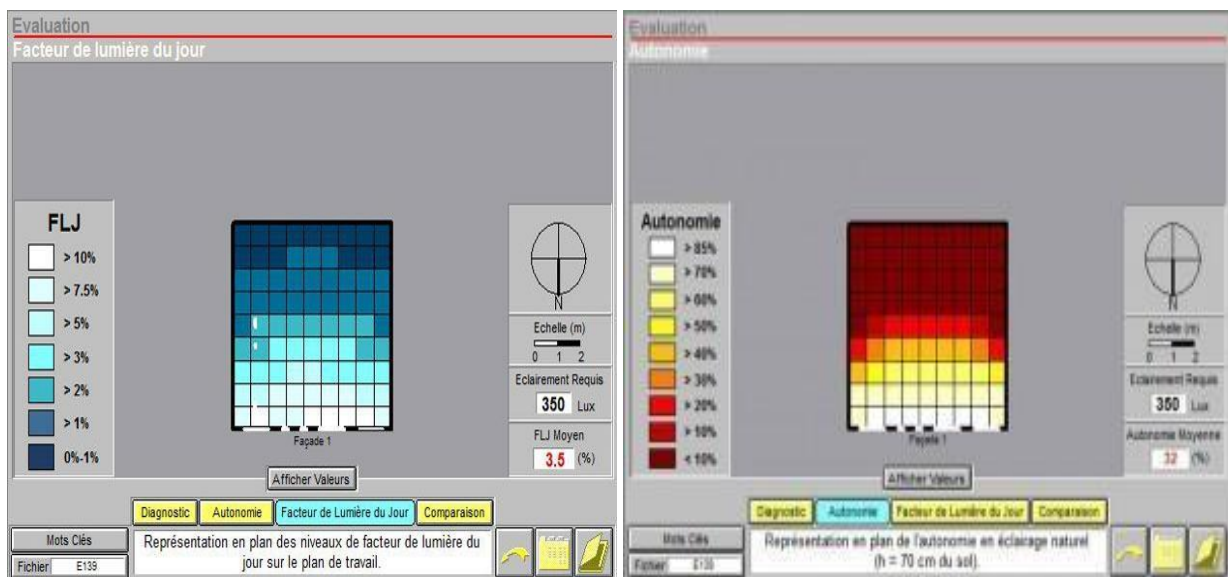 Evaluation
Facteur de lumière du jour
FLJ
> 10%
> 7.5%
> 5%
> 3%
> 2%
> 1%
0%-1%
Façade 1
N
Echelle (m)
0 1 2
Eclairement Requis
350 Lux
FLJ Moyen
3.5 (%)
Afficher Valeurs
Diagnostic Autonomie Facteur de Lumière du Jour Comparaison
Mots Clés
Fichier E139
Représentation en plan des niveaux de facteur de lumière du
jour sur le plan de travail.
Evaluation
Autonomie
Autonomie
> 85%
> 70%
> 60%
> 50%
> 40%
> 30%
> 20%
> 10%
< 10%
Façade 1
N
Echelle (m)
0 1 2
Eclairement Requis
350 Lux
Autonomie Moyenne
32 (%)
Afficher Valeurs
Diagnostic Autonomie Facteur de Lumière du Jour Comparaison
Mots Clés
Fichier E139
Représentation en plan de l'autonomie en éclairage naturel
(h = 70 cm du sol).